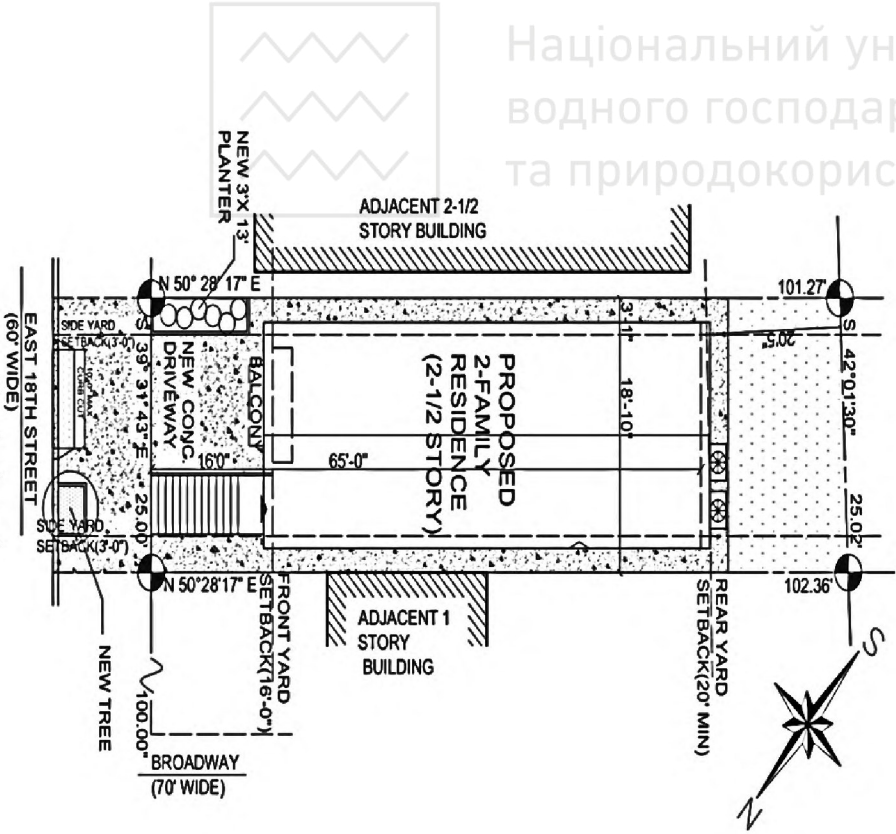 Національний ун
водного господар
та природокорис
NEW 3'X 13'
PLANTER
ADJACENT 2-1/2
STORY BUILDING
N 50° 28' 17" E
101.27'
EAST 18TH STREET
(60' WIDE)
SIDE YARD
SETBACK(3'-0")
CURB CUT
S 39° 31' 43" E 25.00'
NEW CONC.
DRIVEWAY
BALCONY
16'0"
65'-0"
PROPOSED
2-FAMILY
RESIDENCE
(2-1/2 STORY)
3'-1"
18'-10"
20'5"
S 42°01'30"
25.02'
SIDE YARD
SETBACK(3'-0")
N 50°28'17" E
102.36'
FRONT YARD
SETBACK(16'-0")
ADJACENT 1
STORY
BUILDING
REAR YARD
SETBACK(20' MIN)
NEW TREE
100.00"
BROADWAY
(70' WIDE)
S
N